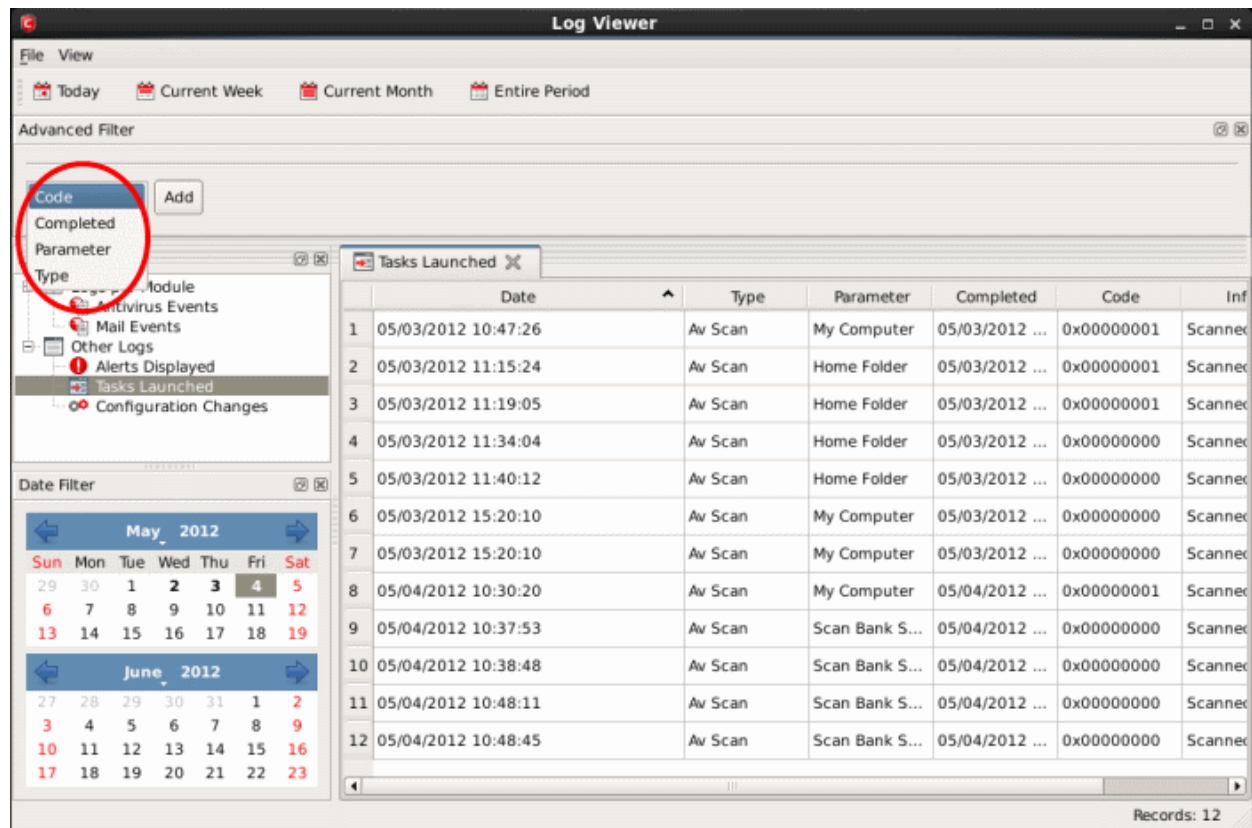 Log Viewer
File View
Today Current Week Current Month Entire Period
Advanced Filter
Code Add
Completed
Parameter
Type
Module
Antivirus Events
Mail Events
Other Logs
Alerts Displayed
Tasks Launched
Configuration Changes
Date Filter
May 2012
Sun Mon Tue Wed Thu Fri Sat
29 30 1 2 3 4 5
6 7 8 9 10 11 12
13 14 15 16 17 18 19
June 2012
27 28 29 30 31 1 2
3 4 5 6 7 8 9
10 11 12 13 14 15 16
17 18 19 20 21 22 23
Tasks Launched
Date Type Parameter Completed Code Inf
1 05/03/2012 10:47:26 Av Scan My Computer 05/03/2012 ... 0x00000001 Scanned
2 05/03/2012 11:15:24 Av Scan Home Folder 05/03/2012 ... 0x00000001 Scanned
3 05/03/2012 11:19:05 Av Scan Home Folder 05/03/2012 ... 0x00000001 Scanned
4 05/03/2012 11:34:04 Av Scan Home Folder 05/03/2012 ... 0x00000000 Scanned
5 05/03/2012 11:40:12 Av Scan Home Folder 05/03/2012 ... 0x00000000 Scanned
6 05/03/2012 15:20:10 Av Scan My Computer 05/03/2012 ... 0x00000000 Scanned
7 05/03/2012 15:20:10 Av Scan My Computer 05/03/2012 ... 0x00000000 Scanned
8 05/04/2012 10:30:20 Av Scan My Computer 05/04/2012 ... 0x00000001 Scanned
9 05/04/2012 10:37:53 Av Scan Scan Bank S... 05/04/2012 ... 0x00000000 Scanned
10 05/04/2012 10:38:48 Av Scan Scan Bank S... 05/04/2012 ... 0x00000000 Scanned
11 05/04/2012 10:48:11 Av Scan Scan Bank S... 05/04/2012 ... 0x00000000 Scanned
12 05/04/2012 10:48:45 Av Scan Scan Bank S... 05/04/2012 ... 0x00000000 Scanned
Records: 12